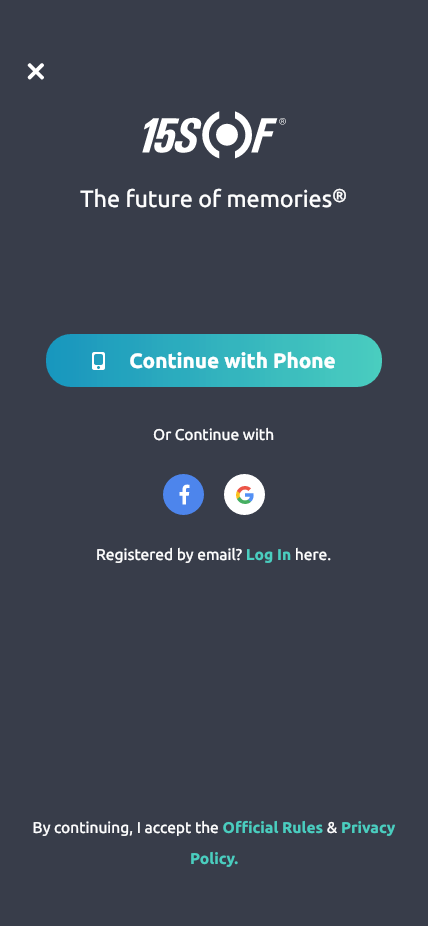 15SOF®
The future of memories®
Continue with Phone
Or Continue with
Registered by email? Log In here.
By continuing, I accept the Official Rules & Privacy
Policy.